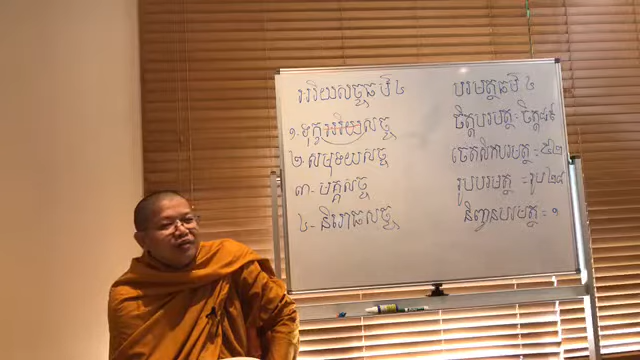 អរិយសច្ចធម៌ ៤
១-ទុក្ខអរិយសច្ច
២-សមុទយសច្ច
៣-មគ្គសច្ច
៤-និរោធសច្ច
បរមត្ថធម៌ ៤
ចិត្តបរមត្ថ=ចិត្ត៨៩
ចេតសិកបរមត្ថ=៥២
រូបបរមត្ថ=រូប២៨
និព្វានបរមត្ថ=១